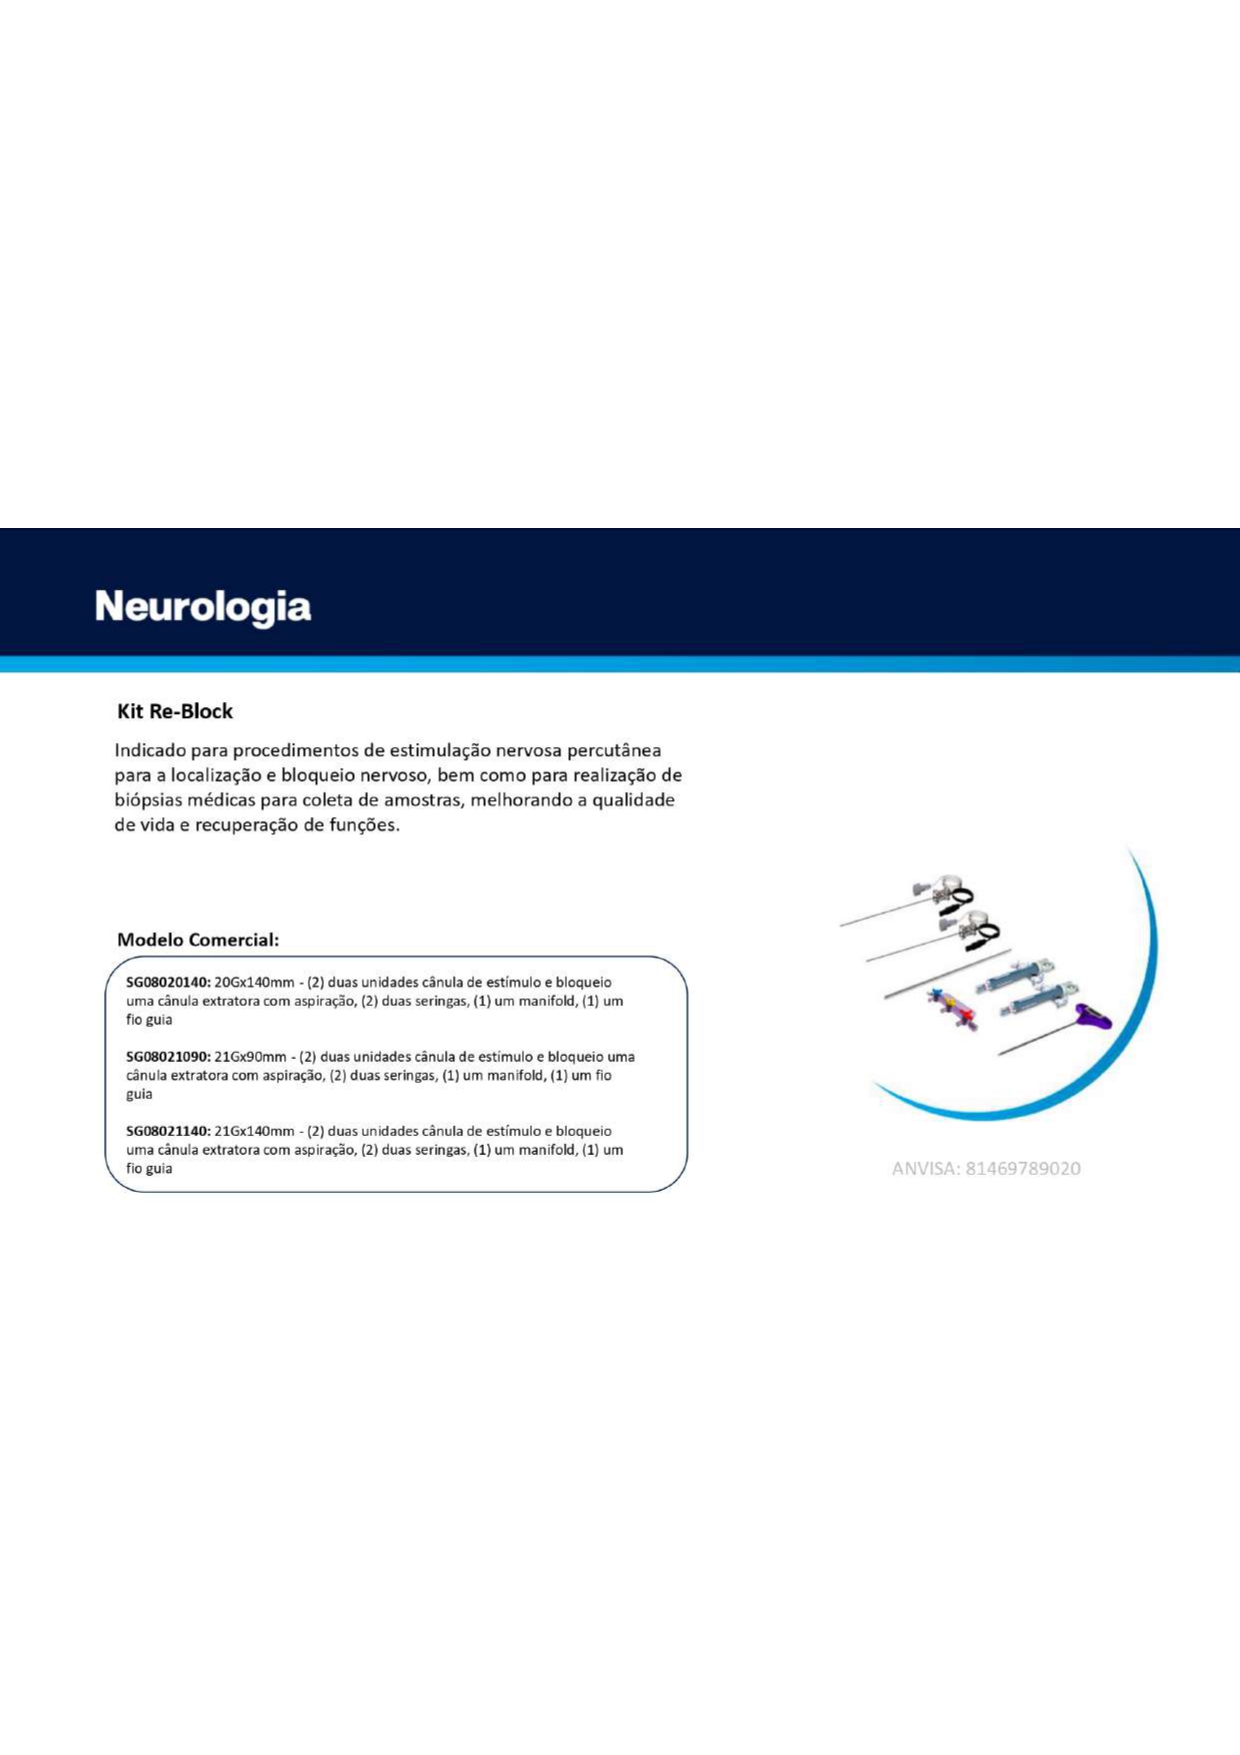 Neurologia
Kit Re-Block
Indicado para procedimentos de estimulação nervosa percutânea
para a localização e bloqueio nervoso, bem como para realização de
biópsias médicas para coleta de amostras, melhorando a qualidade
de vida e recuperação de funções.
Modelo Comercial:
SG08020140: 20Gx140mm - (2) duas unidades cânula de estímulo e bloqueio
uma cânula extratora com aspiração, (2) duas seringas, (1) um manifold, (1) um
fio guia
SG08021090: 21Gx90mm - (2) duas unidades cânula de estímulo e bloqueio uma
cânula extratora com aspiração, (2) duas seringas, (1) um manifold, (1) um fio
guia
SG08021140: 21Gx140mm - (2) duas unidades cânula de estímulo e bloqueio
uma cânula extratora com aspiração, (2) duas seringas, (1) um manifold, (1) um
fio guia
ANVISA: 81469789020